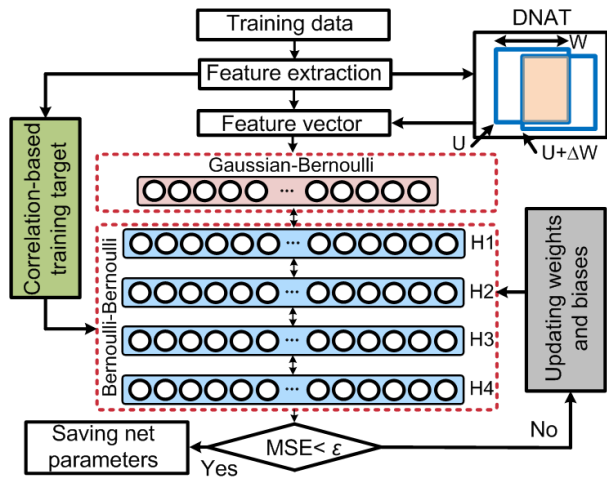 Training data
DNAT
W
Feature extraction
Feature vector
U
U+ΔW
Correlation-based
training target
Gaussian-Bernoulli
...
Bernoulli-Bernoulli
... H1
... H2
... H3
... H4
Updating weights
and biases
MSE< ε
No
Yes
Saving net
parameters